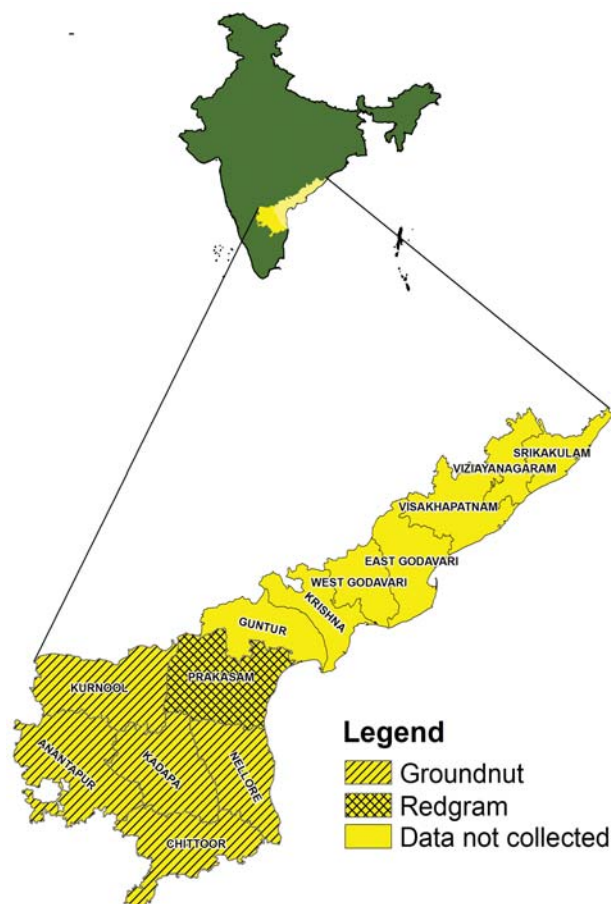 SRIKAKULAM
VIZIAYANAGARAM
VISAKHAPATNAM
EAST GODAVARI
WEST GODAVARI
KRISHNA
GUNTUR
PRAKASAM
KURNOOL
ANANTAPUR
KADAPA
NELLORE
CHITTOOR
Legend
Groundnut
Redgram
Data not collected